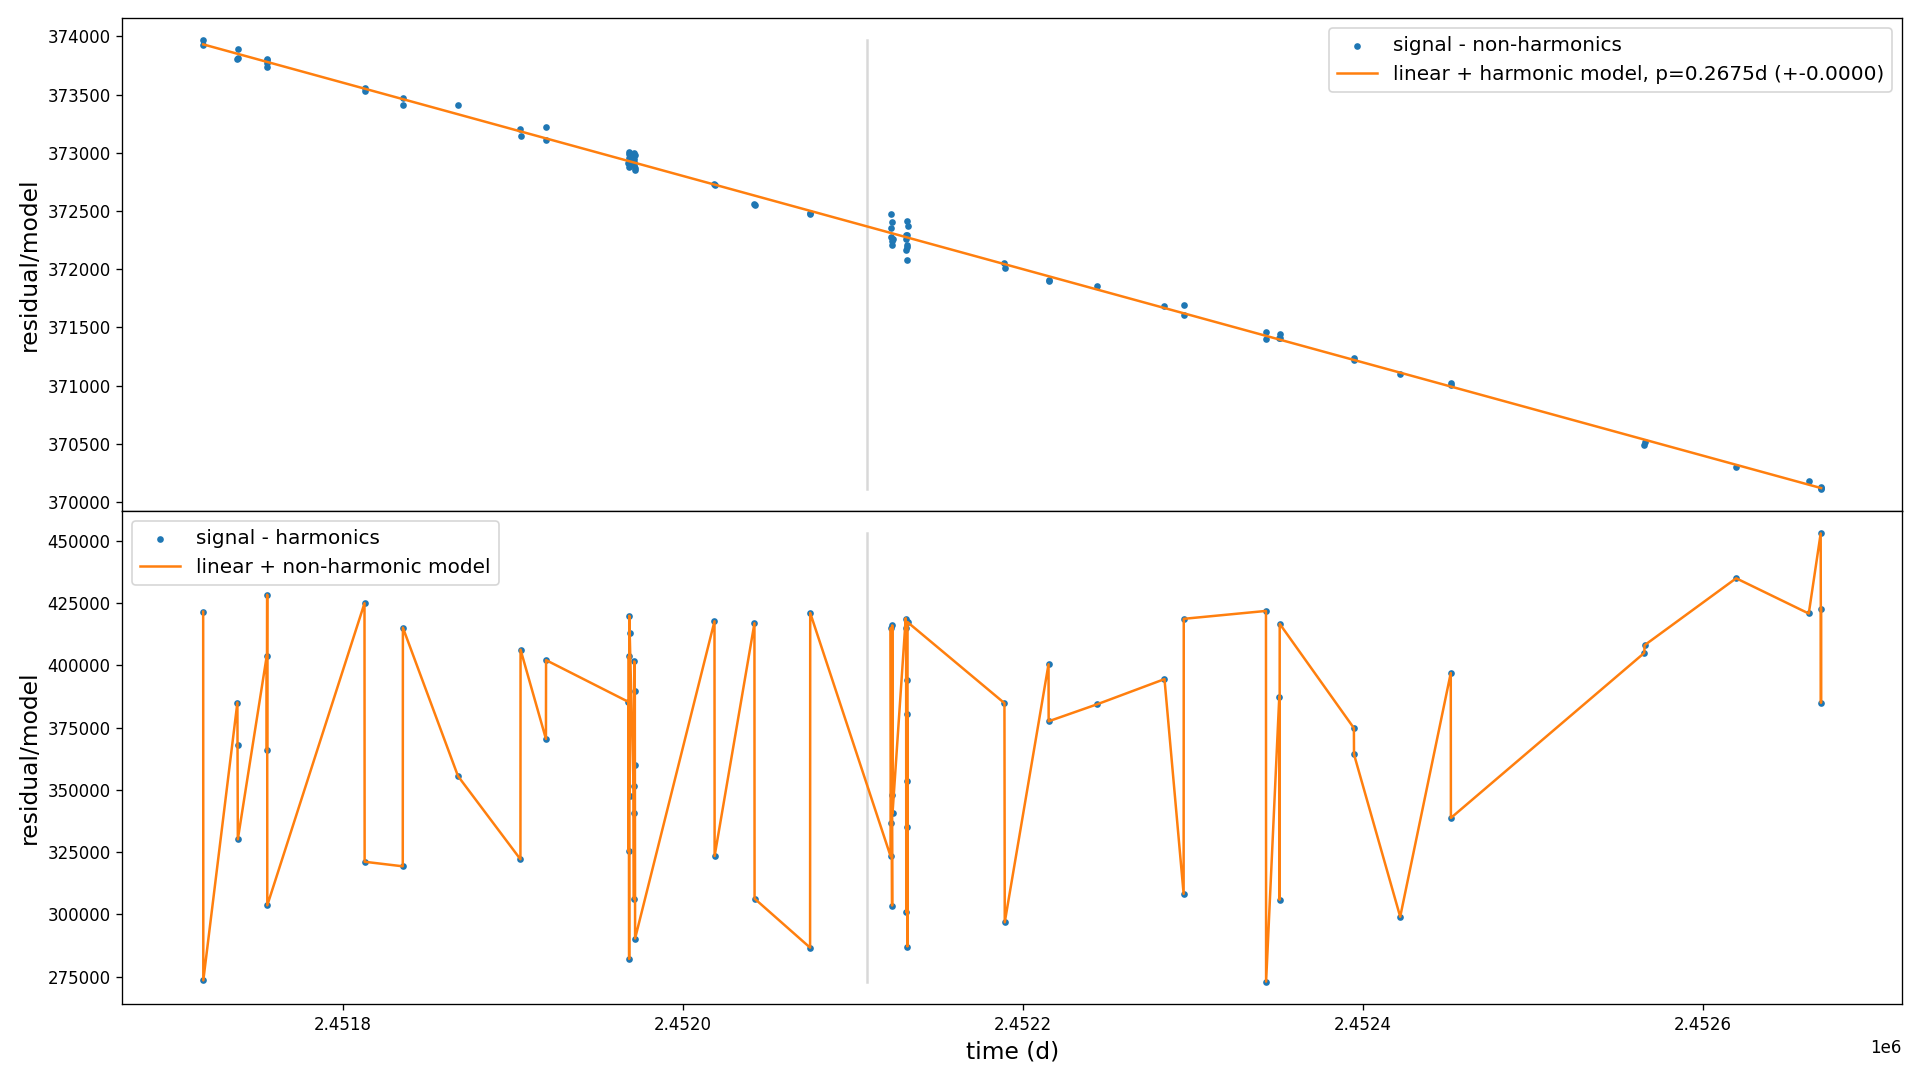 374000
373500
373000
372500
372000
371500
371000
370500
370000
residual/model
signal - non-harmonics
linear + harmonic model, p=0.2675d (+-0.0000)
450000
425000
400000
375000
350000
325000
300000
275000
residual/model
signal - harmonics
linear + non-harmonic model
2.4518
2.4520
2.4522
2.4524
2.4526
time (d)
1e6